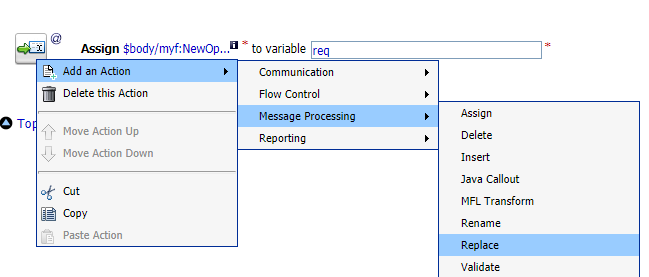 @
Assign $body/myf:NewOp... * to variable req *
Add an Action
Delete this Action
Move Action Up
Move Action Down
Cut
Copy
Paste Action
Communication
Flow Control
Message Processing
Reporting
Assign
Delete
Insert
Java Callout
MFL Transform
Rename
Replace
Validate